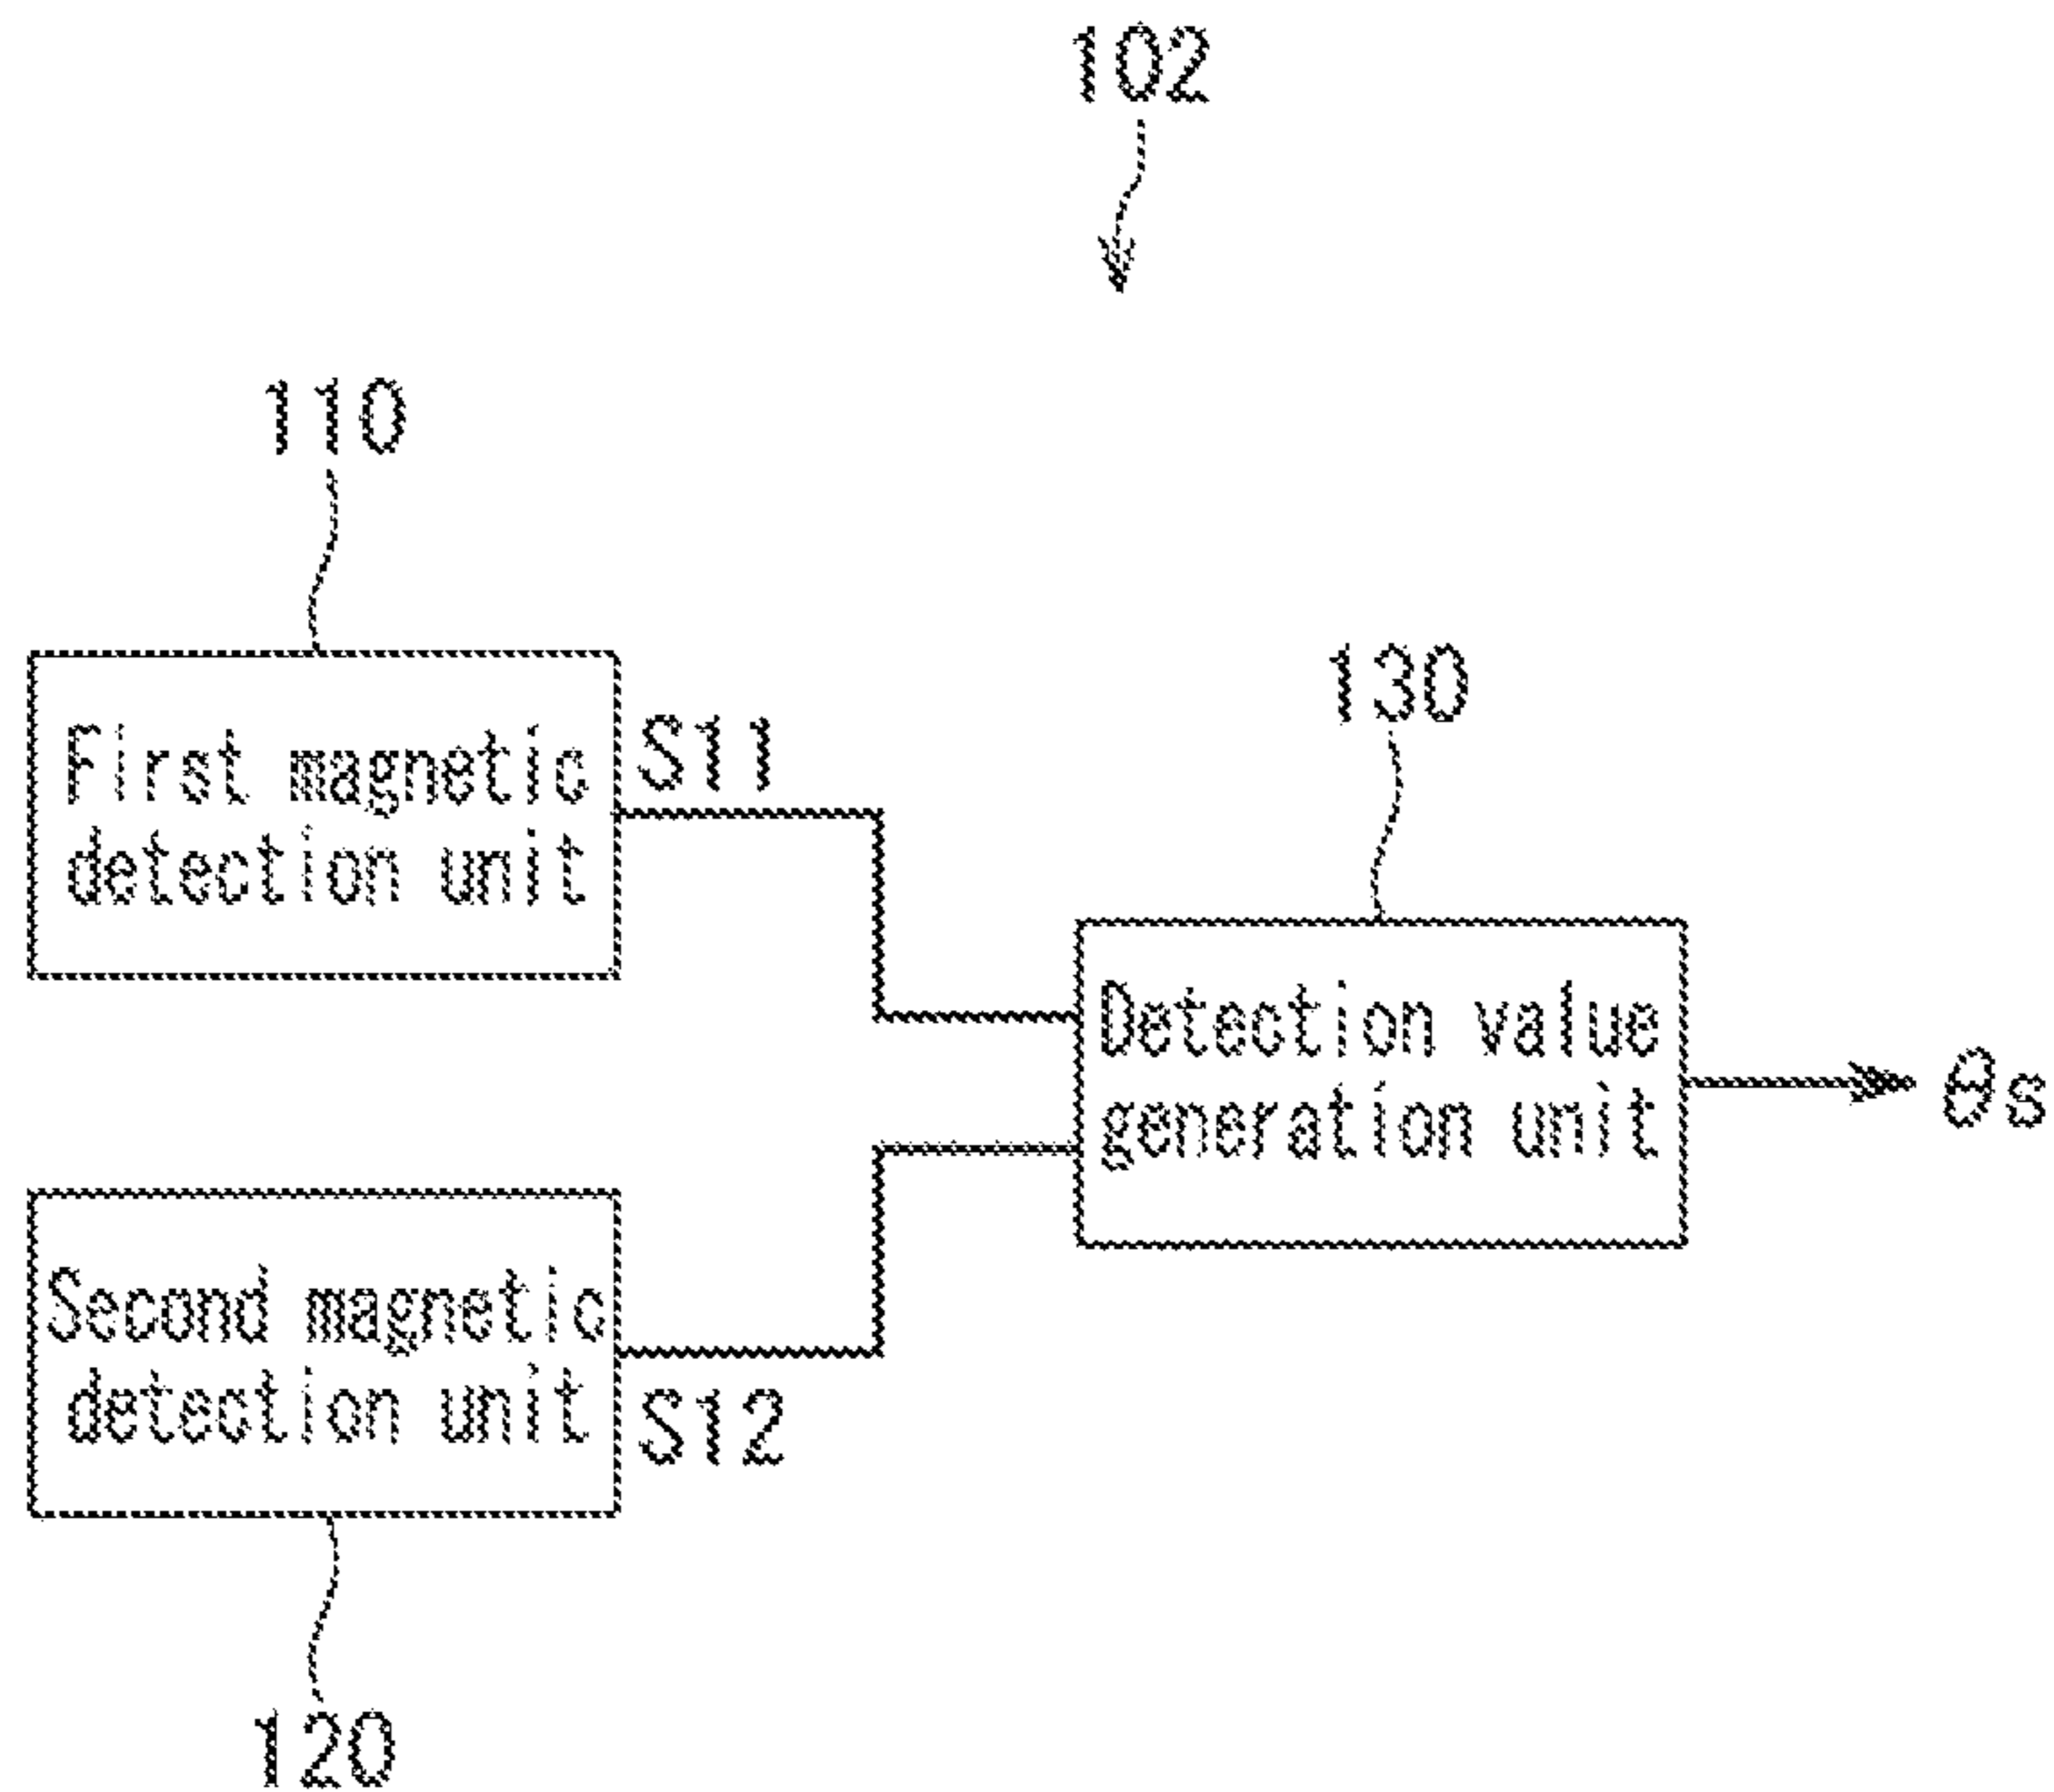 102
110
First magnetic
detection unit
S11
130
Detection value
generation unit
θs
Second magnetic
detection unit
S12
120